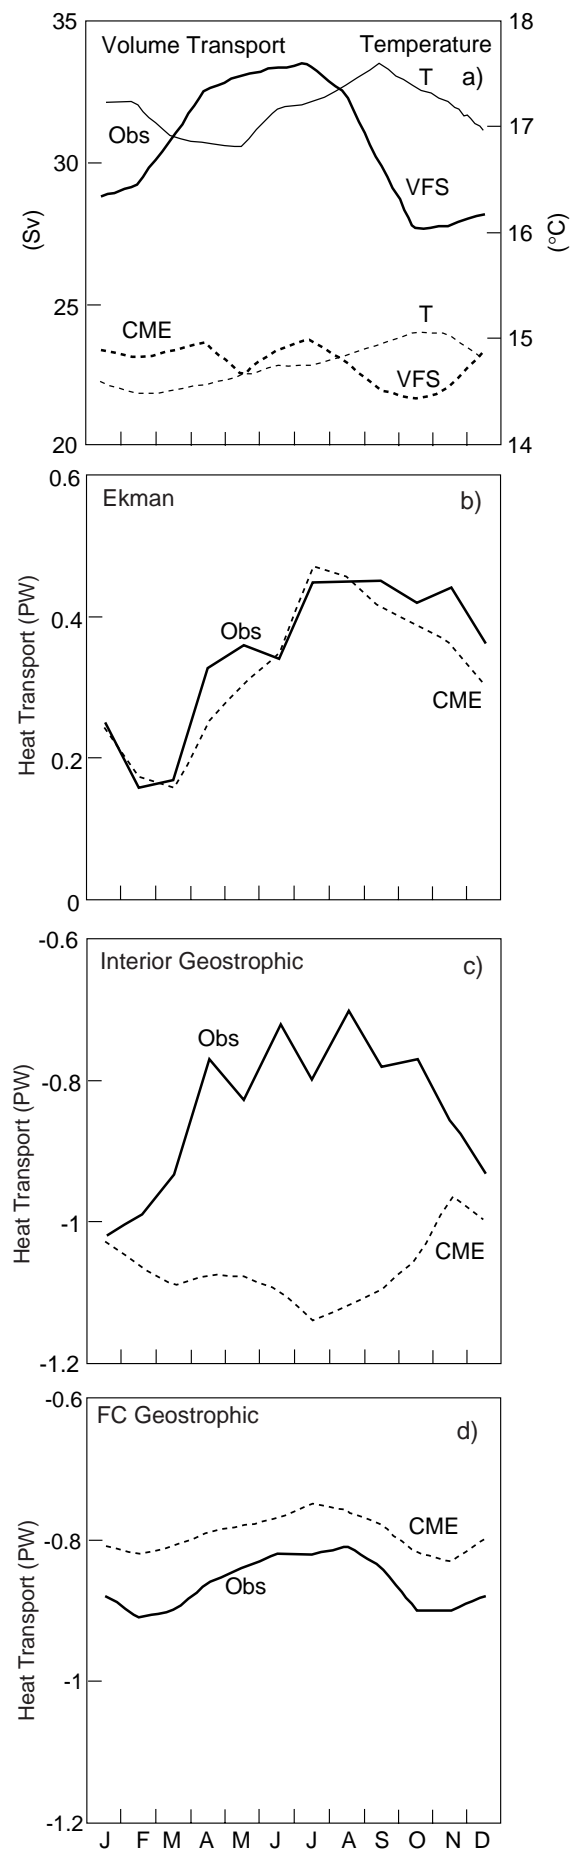 35
18
Volume Transport
Temperature
T
a)
Obs
17
30
VFS
(Sv)
16
(°C)
25
T
CME
15
VFS
20
14
0.6
Ekman
b)
Heat Transport (PW)
0.4
Obs
CME
0.2
0
-0.6
Interior Geostrophic
c)
Obs
Heat Transport (PW)
-0.8
-1
CME
-1.2
-0.6
FC Geostrophic
d)
CME
-0.8
Obs
Heat Transport (PW)
-1
-1.2
J F M A M J J A S O N D